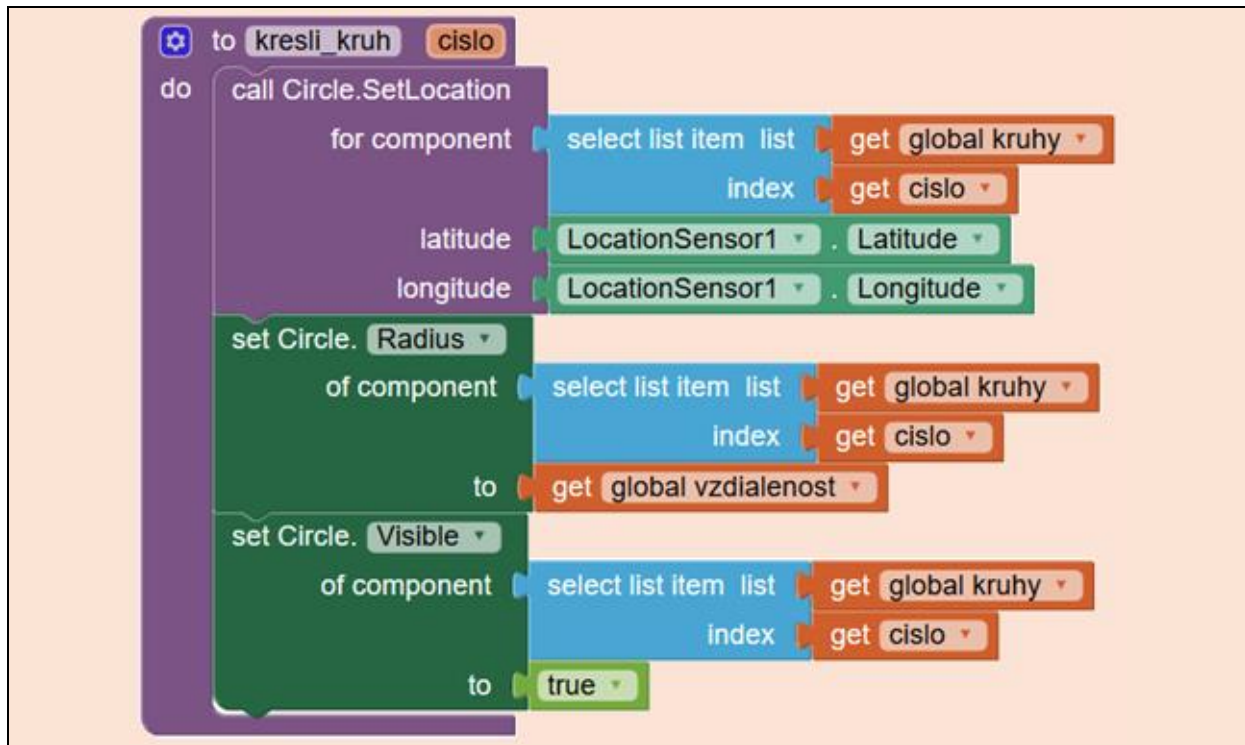 to kresli_kruh cislo
do call Circle.SetLocation
for component select list item list get global kruhy
index get cislo
latitude LocationSensor1 . Latitude
longitude LocationSensor1 . Longitude
set Circle. Radius
of component select list item list get global kruhy
index get cislo
to get global vzdialenost
set Circle. Visible
of component select list item list get global kruhy
index get cislo
to true